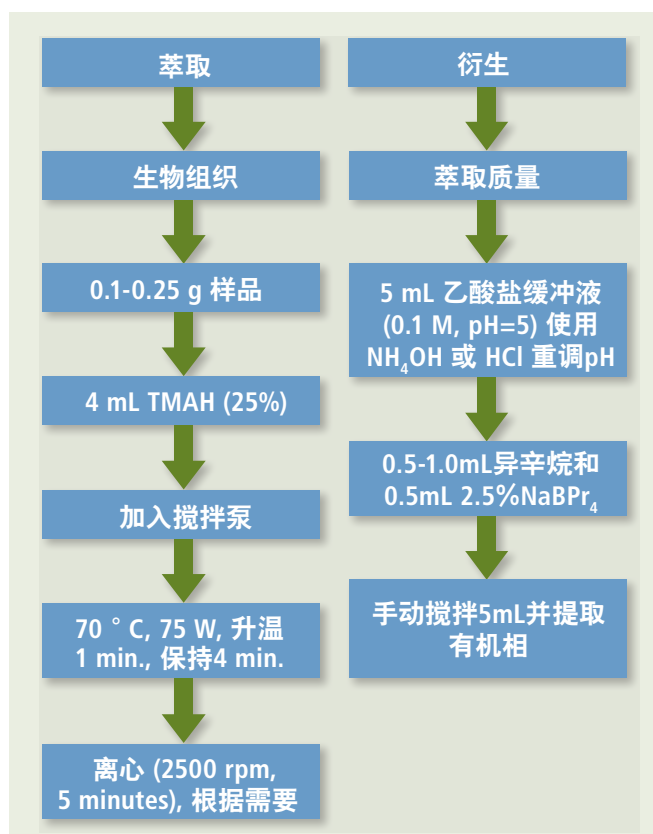 萃取
生物组织
0.1-0.25 g 样品
4 mL TMAH (25%)
加入搅拌泵
70 ° C, 75 W, 升温
1 min., 保持4 min.
离心 (2500 rpm,
5 minutes), 根据需要
衍生
萃取质量
5 mL 乙酸盐缓冲液
(0.1 M, pH=5) 使用
NH₄OH 或 HCl 重调pH
0.5-1.0mL异辛烷和
0.5mL 2.5%NaBPr₄
手动搅拌5mL并提取
有机相